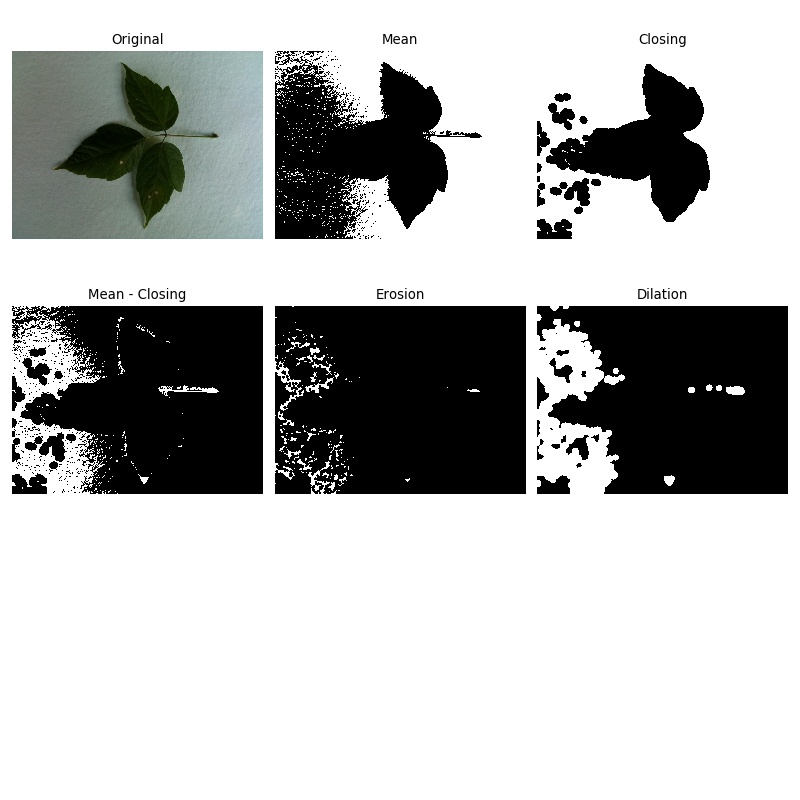 Original
Mean
Closing
Mean - Closing
Erosion
Dilation